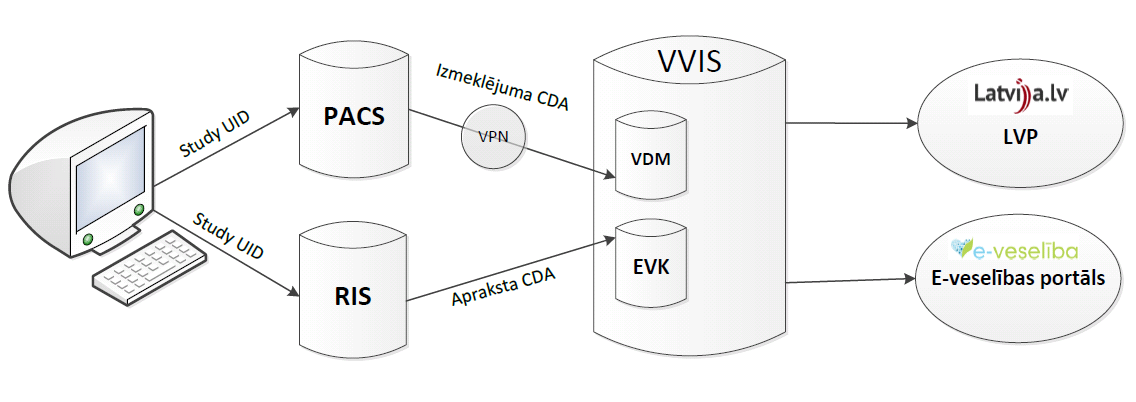 Study UID
Study UID
PACS
RIS
Izmeklējuma CDA
VPN
Apraksta CDA
VVIS
VDM
EVK
Latvija.lv
LVP
e-veselība
E-veselības portāls